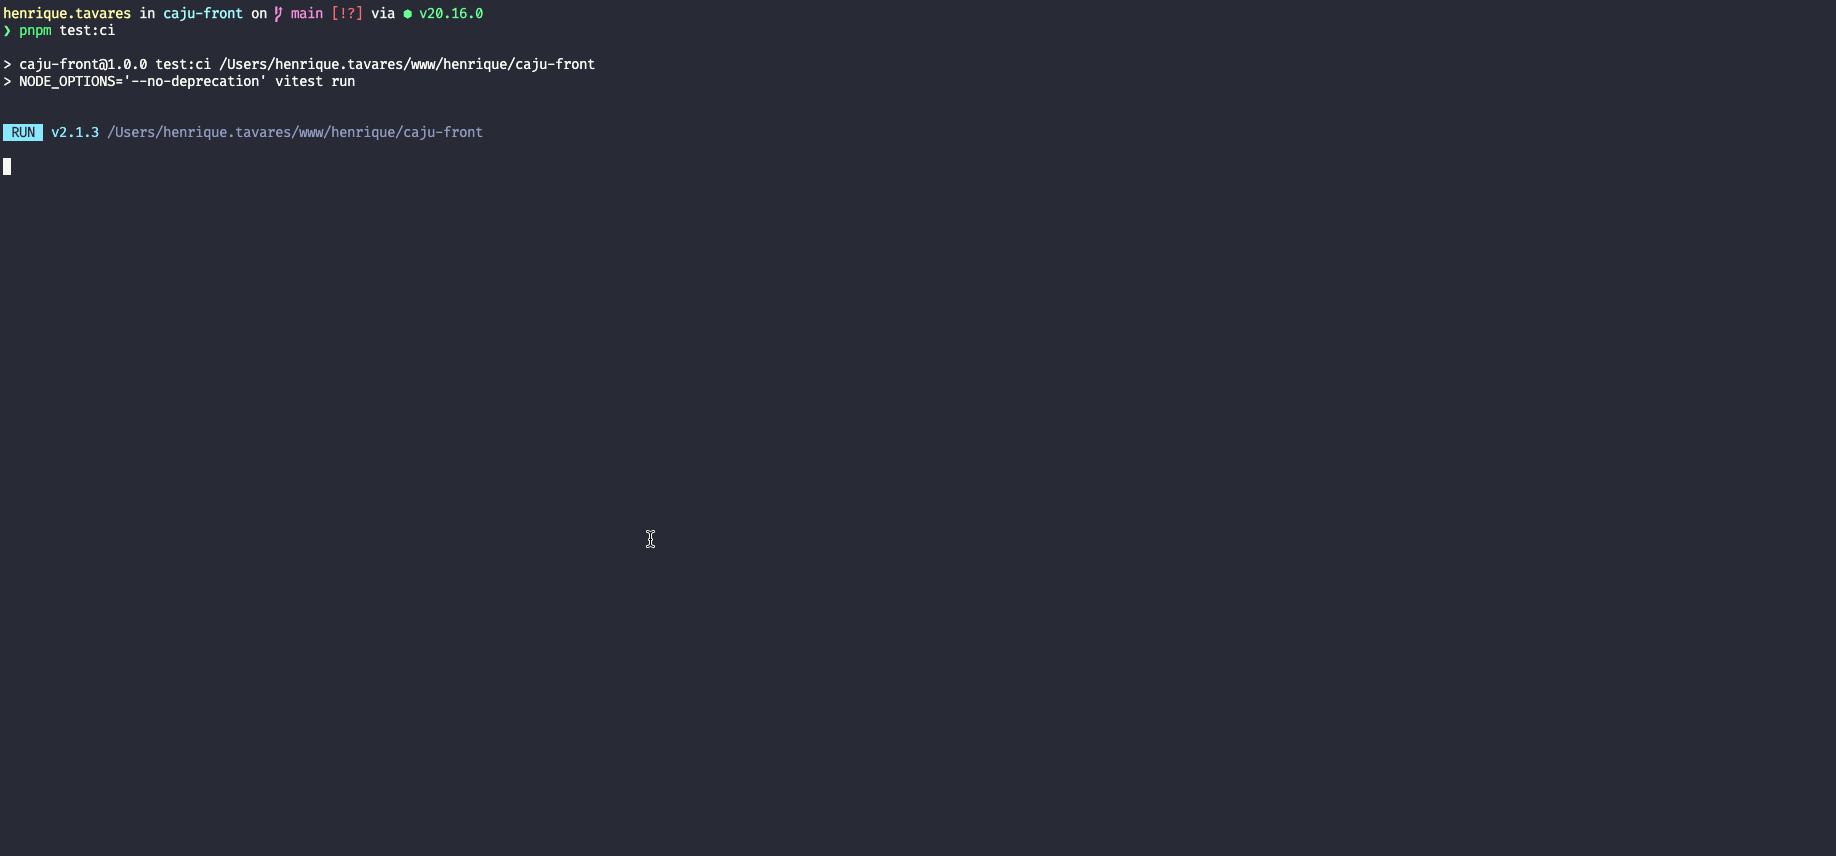 henrique.tavares in caju-front on main [!?] via v20.16.0
❯ pnpm test:ci
> caju-front@1.0.0 test:ci /Users/henrique.tavares/www/henrique/caju-front
> NODE_OPTIONS='--no-deprecation' vitest run
RUN v2.1.3 /Users/henrique.tavares/www/henrique/caju-front